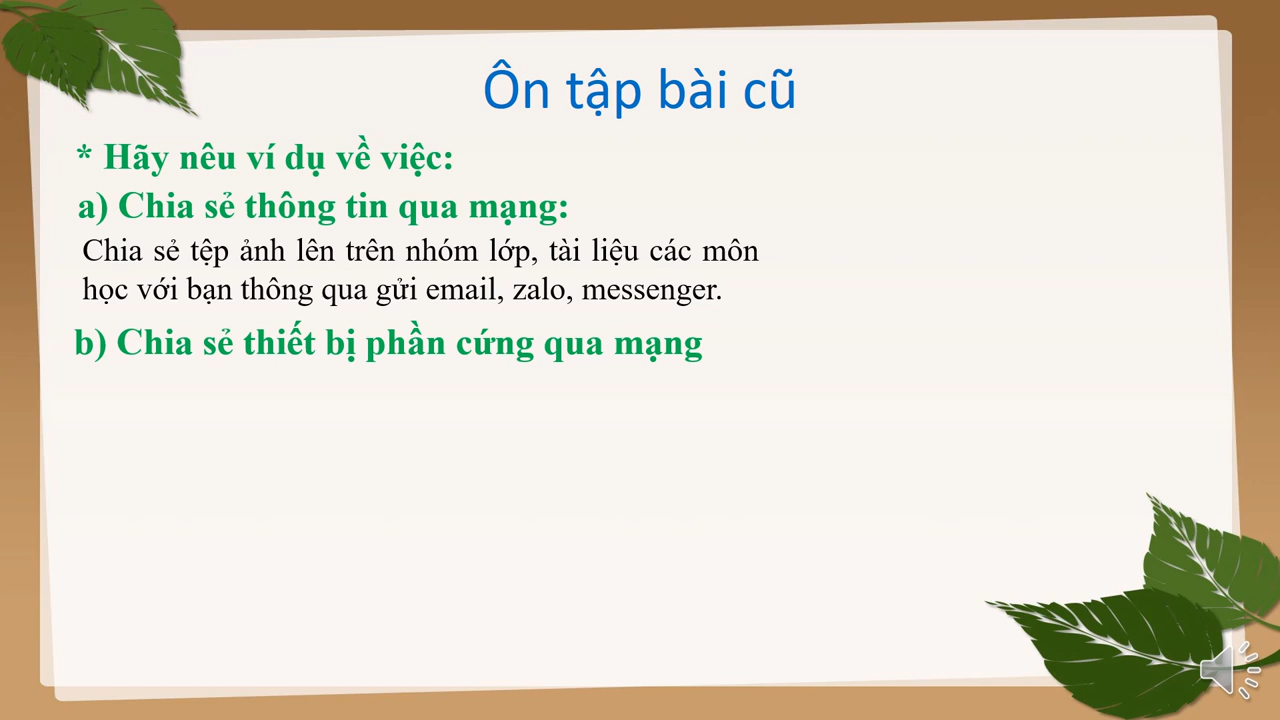 Ôn tập bài cũ
* Hãy nêu ví dụ về việc:
a) Chia sẻ thông tin qua mạng:
Chia sẻ tệp ảnh lên trên nhóm lớp, tài liệu các môn
học với bạn thông qua gửi email, zalo, messenger.
b) Chia sẻ thiết bị phần cứng qua mạng